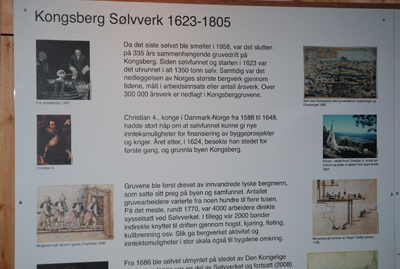 Kongsberg Sølvverk 1623-1805
Da det siste sølvet ble smeltet i 1958, var det slutten
på 335 års sammenhengende gruvedrift på
Kongsberg. Siden sølvfunnet og starten i 1623 var
det utvunnet i alt 1350 tonn sølv. Samtidig var det
nedleggelsen av Norges største bergverk gjennom
tidene, målt i arbeidsinnsats eller antall årsverk. Over
300 000 årsverk er nedlagt i Kongsberggruvene.
Christian 4., konge i Danmark-Norge fra 1588 til 1648,
hadde stort håp om at sølvfunnet kunne gi nye
inntektsmuligheter for finansiering av byggeprosjekter
og kriger. Året etter, i 1624, besøkte han stedet for
første gang, og grunnla byen Kongsberg.
Christian 4.
Gruvene ble først drevet av innvandrede tyske bergmenn,
som satte sitt preg på byen og samfunnet. Antallet
gruvearbeidere varierte fra noen hundre til flere tusen.
På det meste, rundt 1770, var 4000 arbeidere direkte
sysselsatt ved Sølvverket. I tillegg var 2000 bønder
indirekte knyttet til driften gjennom hogst, kjøring, fløting,
kullbrenning osv. Slik ga bergverket aktivitet og
inntektsmuligheter i stor skala også til bygdene omkring.
Fra 1686 ble sølvet utmyntet på stedet av Den Kongelige